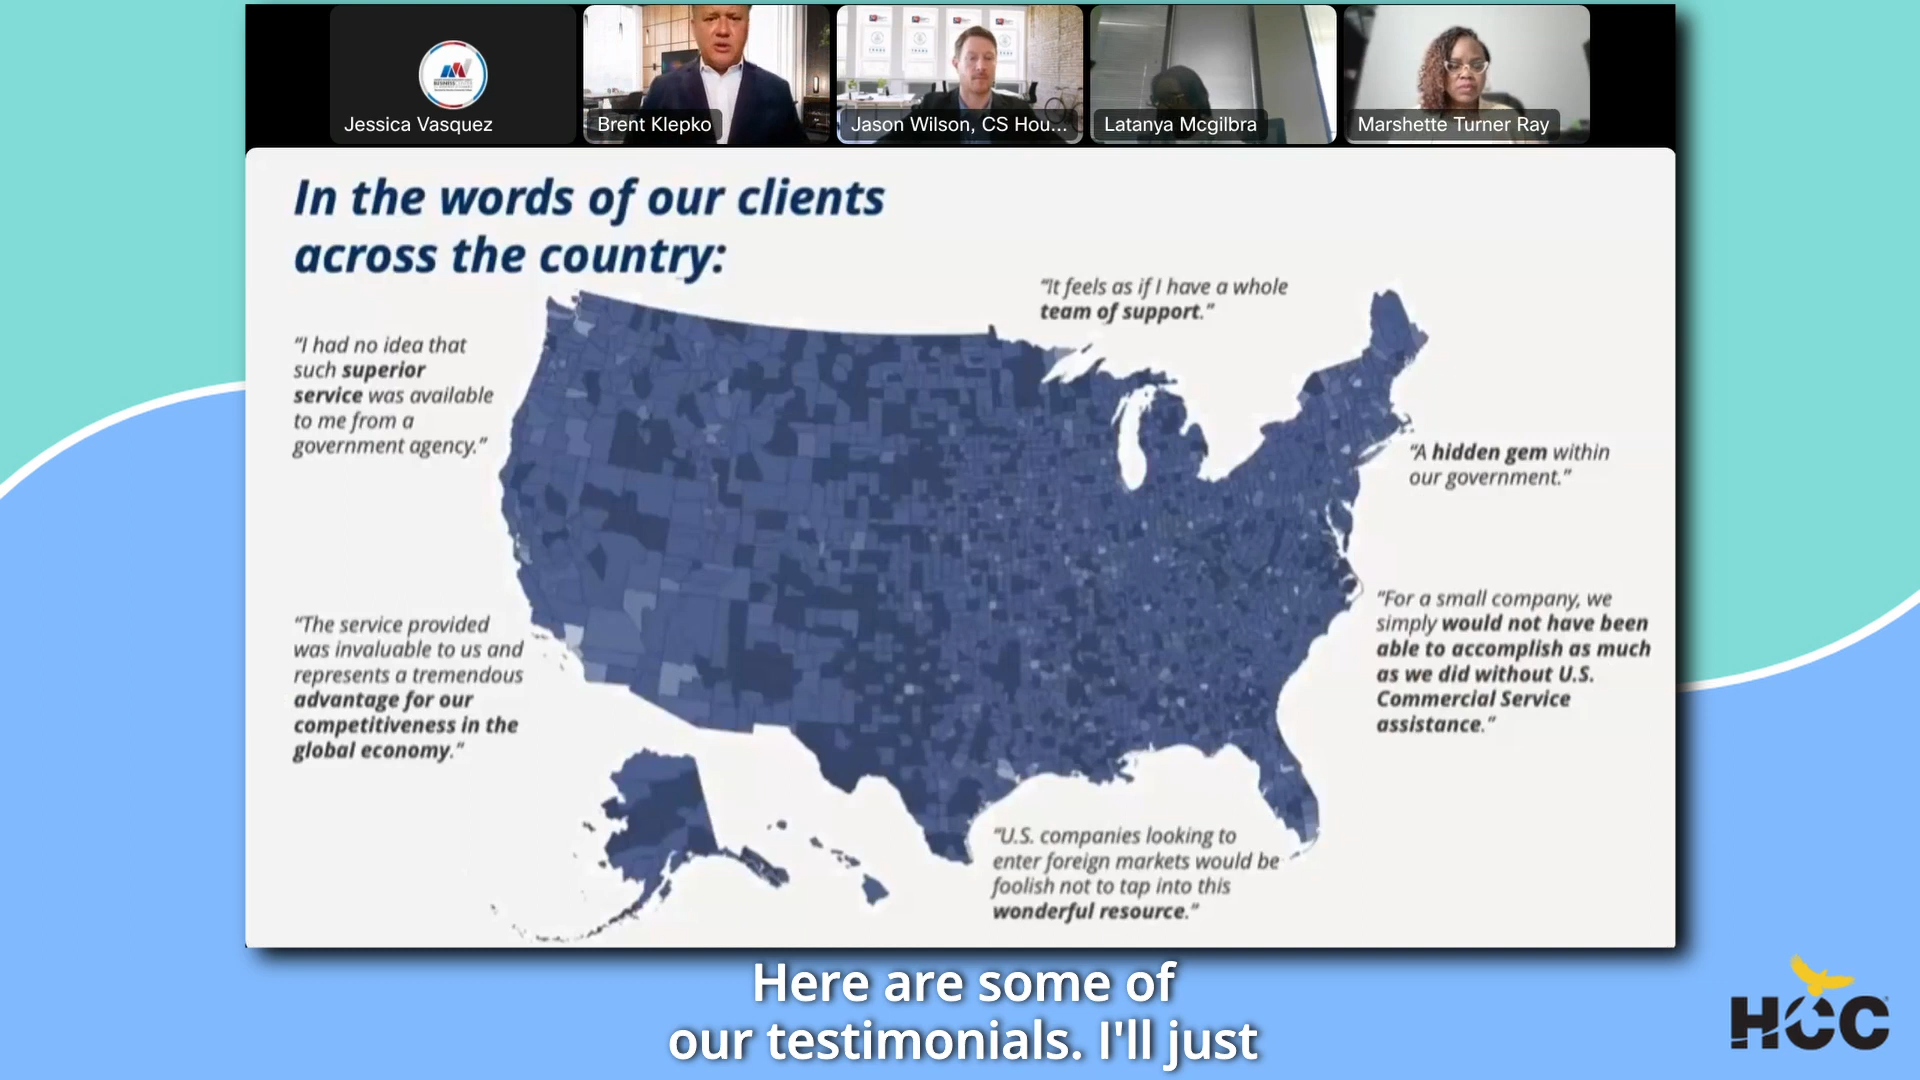 Jessica Vasquez
Brent Klepko
Jason Wilson, CS Hou...
Latanya Mcgilbra
Marshette Turner Ray
In the words of our clients
across the country:
“It feels as if I have a whole
team of support.”
“I had no idea that
such superior
service was available
to me from a
government agency.”
“A hidden gem within
our government.”
“For a small company, we
simply would not have been
able to accomplish as much
as we did without U.S.
Commercial Service
assistance.”
“The service provided
was invaluable to us and
represents a tremendous
advantage for our
competitiveness in the
global economy.”
“U.S. companies looking to
enter foreign markets would be
foolish not to tap into this
wonderful resource.”
Here are some of
our testimonials. I'll just
HCC